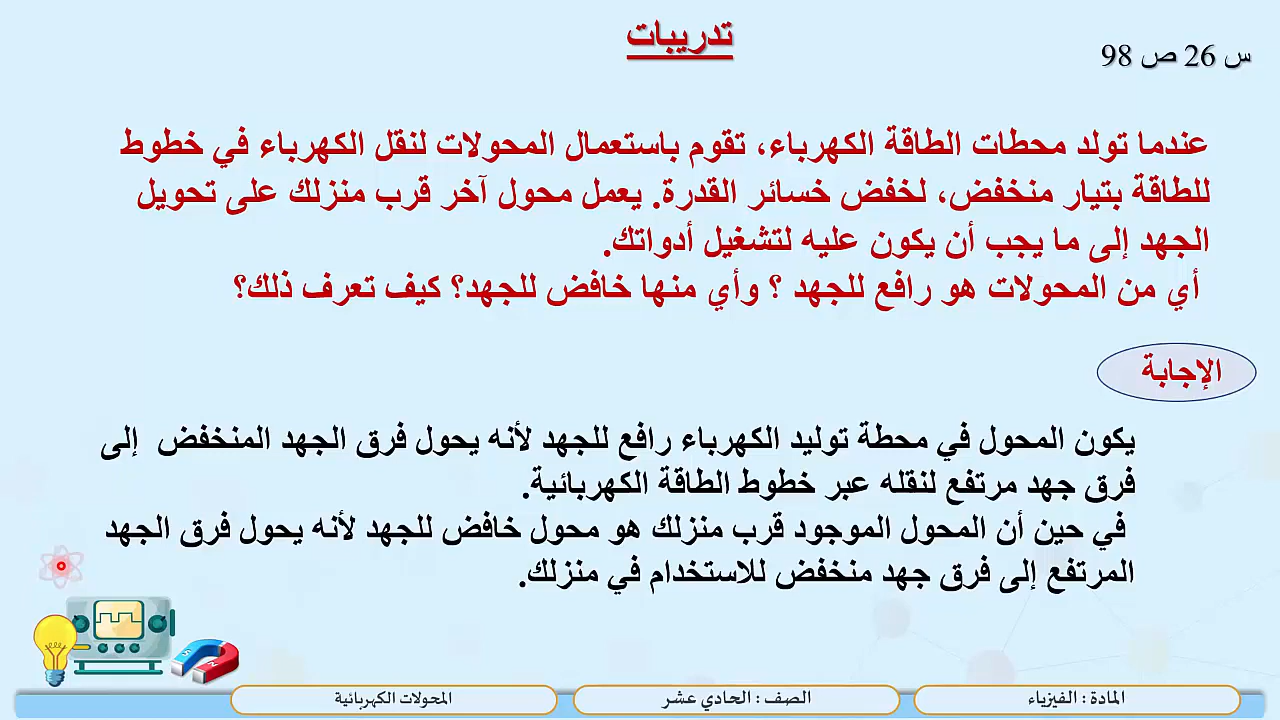 تدريبات
س 26 ص 98
عندما تولد محطات الطاقة الكهرباء، تقوم باستعمال المحولات لنقل الكهرباء في خطوط
للطاقة بتيار منخفض، لخفض خسائر القدرة. يعمل محول آخر قرب منزلك على تحويل
الجهد إلى ما يجب أن يكون عليه لتشغيل أدواتك.
أي من المحولات هو رافع للجهد ؟ وأي منها خافض للجهد؟ كيف تعرف ذلك؟
الإجابة
يكون المحول في محطة توليد الكهرباء رافع للجهد لأنه يحول فرق الجهد المنخفض إلى
فرق جهد مرتفع لنقله عبر خطوط الطاقة الكهربائية.
في حين أن المحول الموجود قرب منزلك هو محول خافض للجهد لأنه يحول فرق الجهد
المرتفع إلى فرق جهد منخفض للاستخدام في منزلك.
المادة : الفيزياء
الصف : الحادي عشر
المحولات الكهربائية